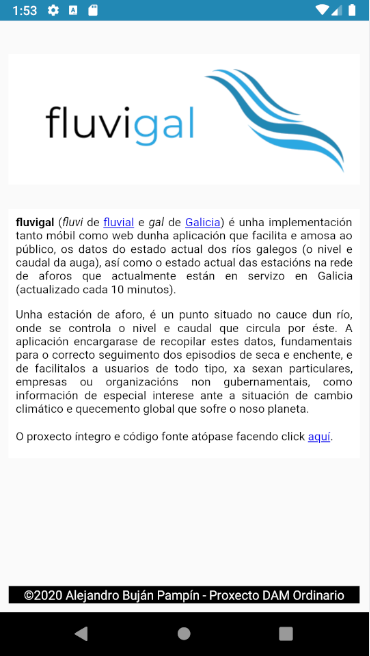 1:53
fluvigal
fluvigal (fluvi de fluvial e gal de Galicia) é unha implementación
tanto móbil como web dunha aplicación que facilita e amosa ao
público, os datos do estado actual dos ríos galegos (o nivel e
caudal da auga), así como o estado actual das estacións na rede
de aforos que actualmente están en servizo en Galicia
(actualizado cada 10 minutos).
Unha estación de aforo, é un punto situado no cauce dun río,
onde se controla o nivel e caudal que circula por éste. A
aplicación encargarase de recopilar estes datos, fundamentais
para o correcto seguimento dos episodios de seca e enchente, e
de facilitalos a usuarios de todo tipo, xa sexan particulares,
empresas ou organizacións non gubernamentais, como
información de especial interese ante a situación de cambio
climático e quecemento global que sofre o noso planeta.
O proxecto íntegro e código fonte atópase facendo click aquí.
©2020 Alejandro Buján Pampín - Proxecto DAM Ordinario